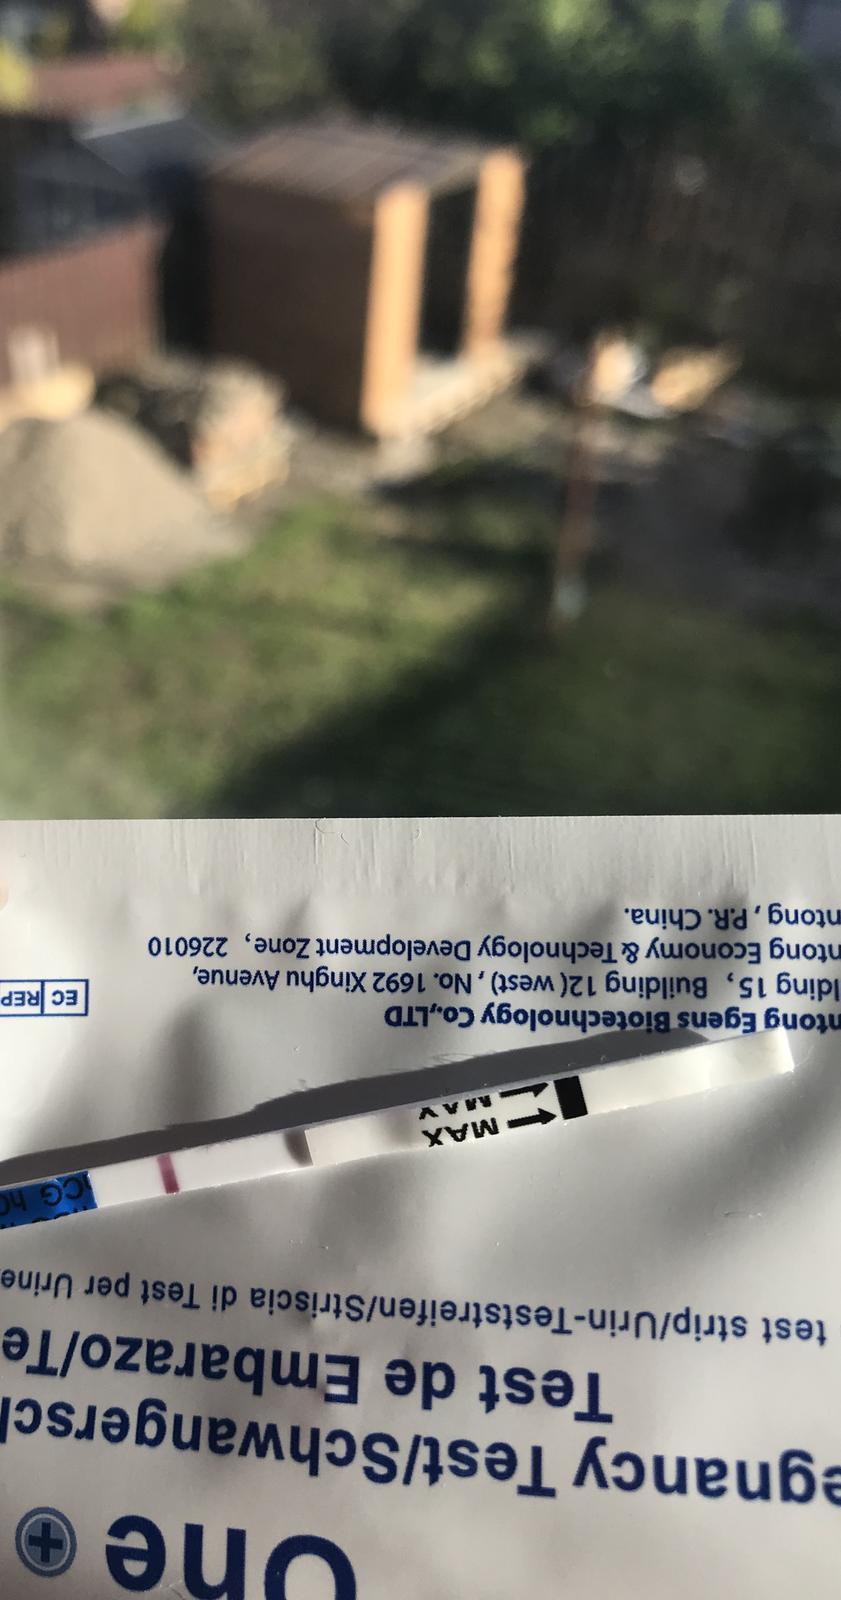 One
egnancy Test/Schwangersch
Test de Embarazo/Te
test strip/Urin-Teststreifen/Striscia di Test per Urine
MAX
MAX
ntong Egens Biotechnology Co.,LTD
lding 15, Building 12( west) , No. 1692 Xinghu Avenue,
ntong Economy & Technology Development Zone, 226010
ntong , P.R. China.
EC REP